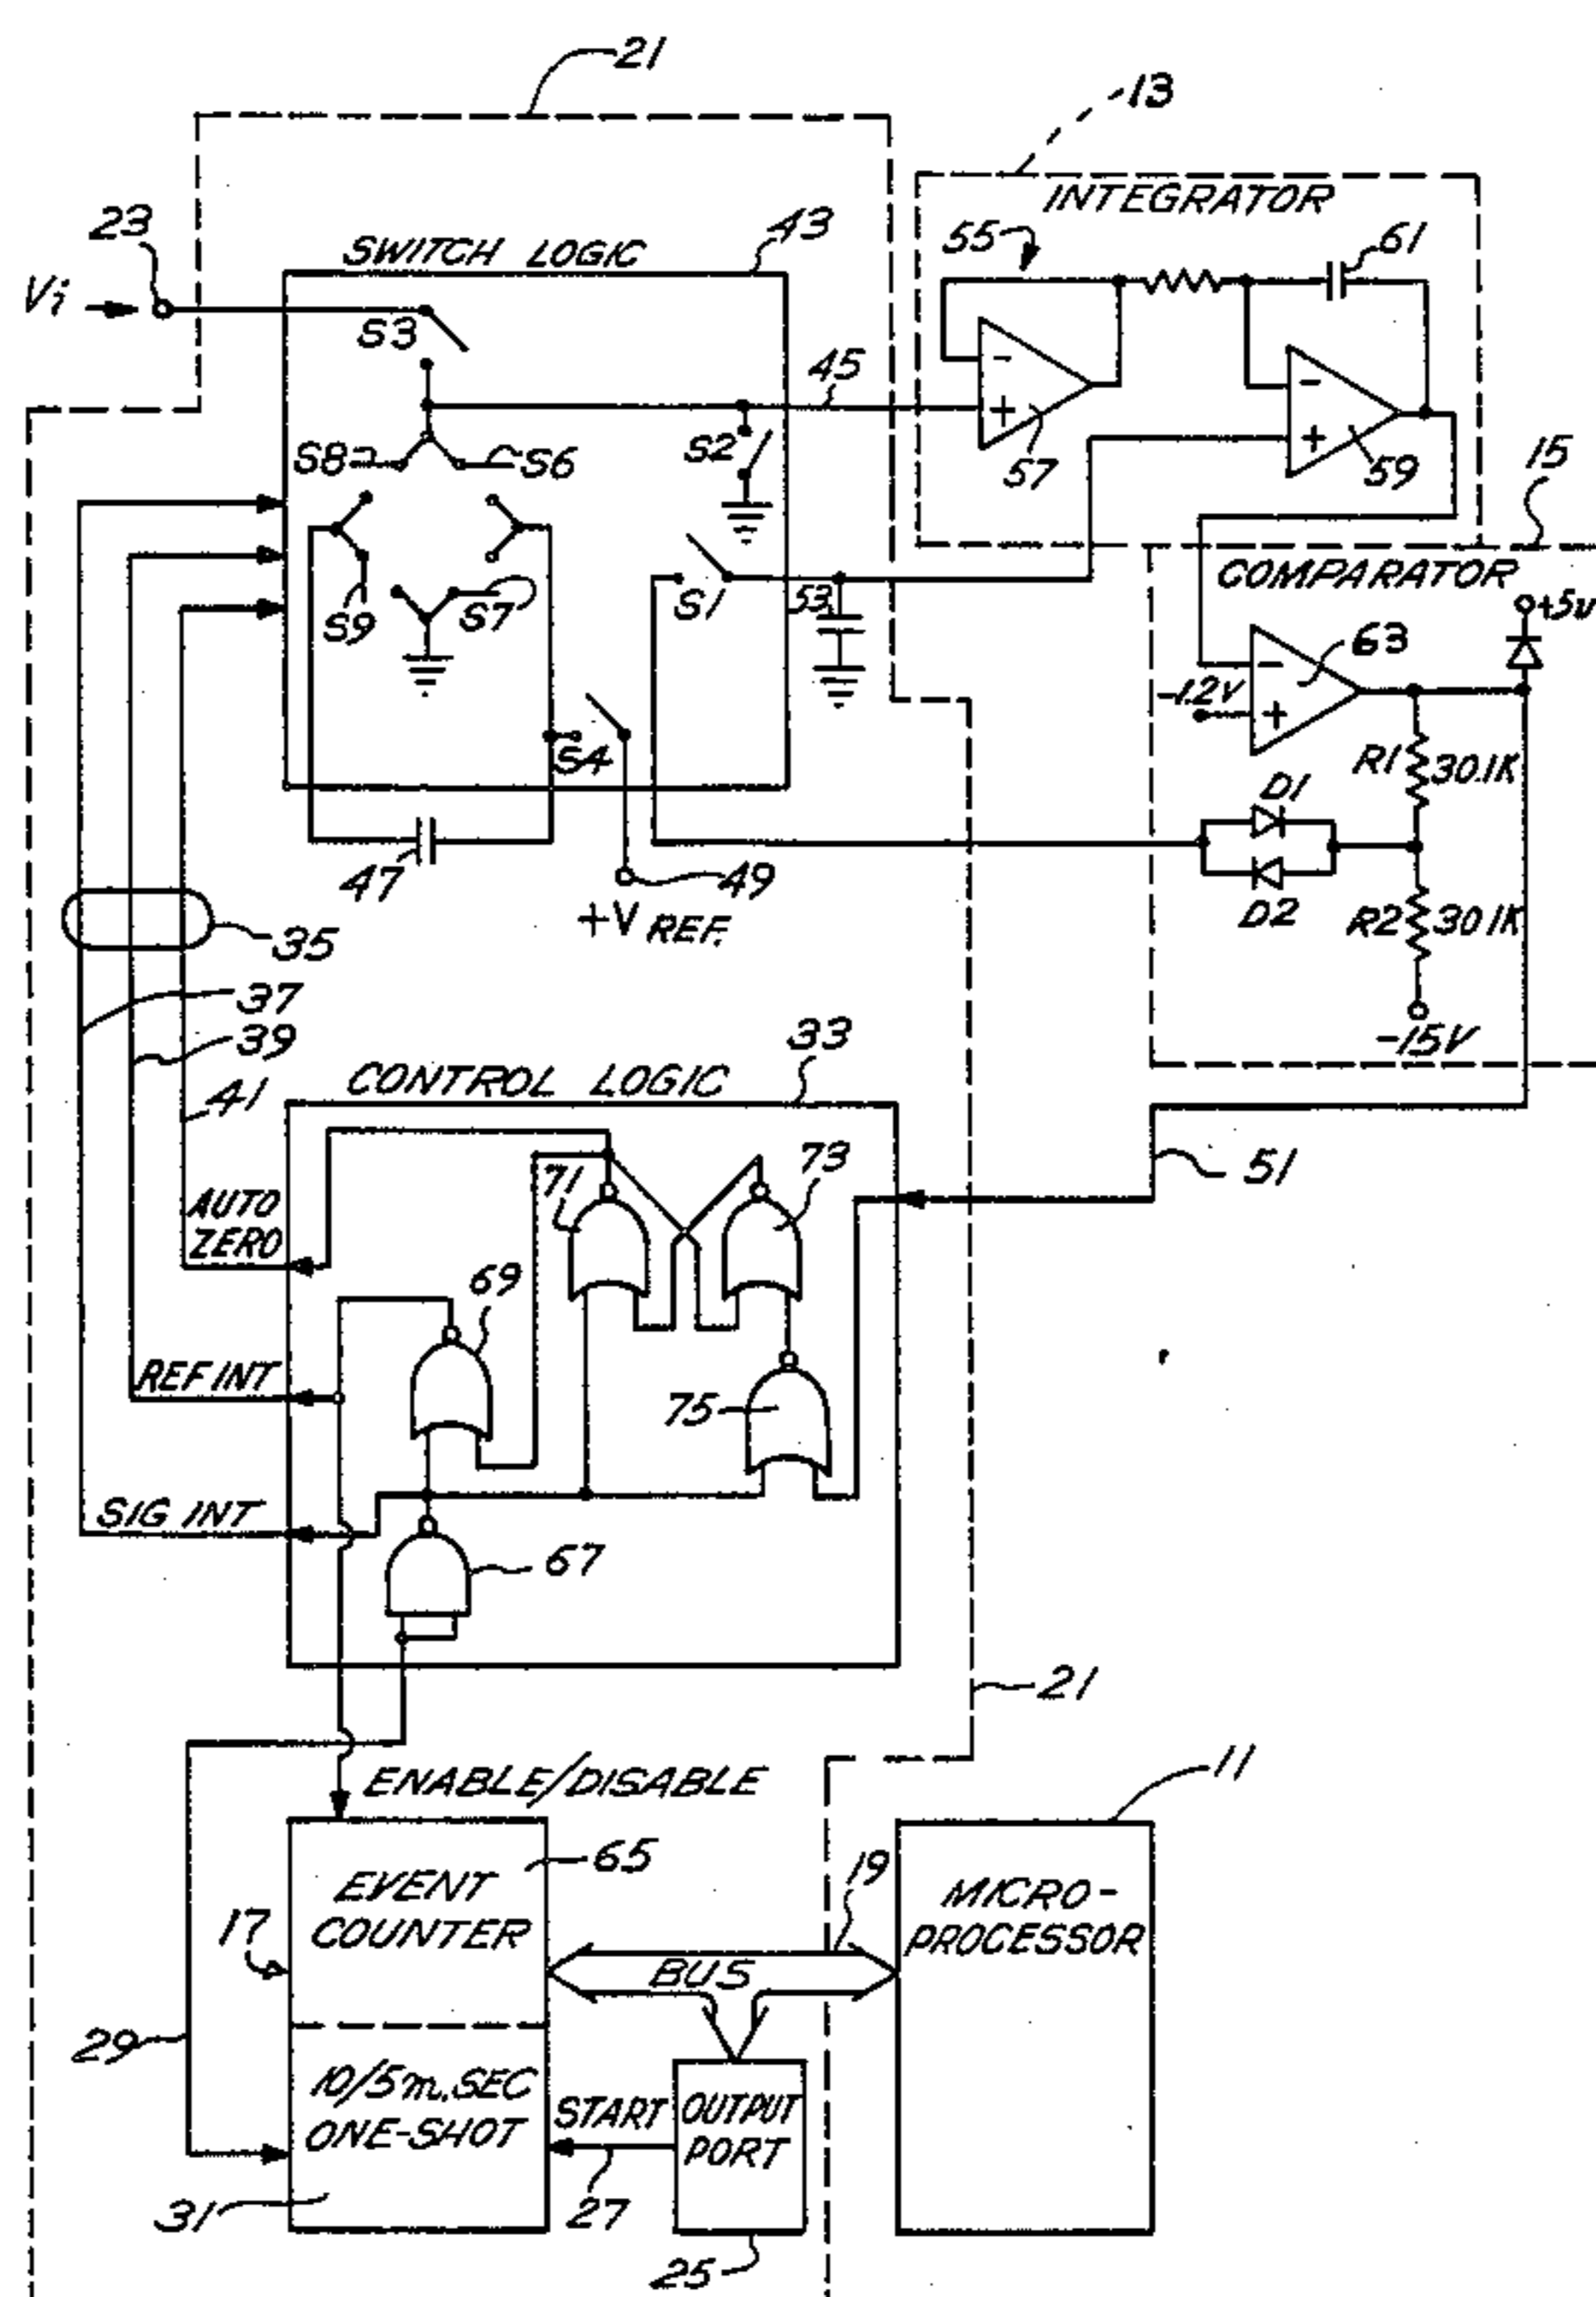 21
13
INTEGRATOR
23
SWITCH LOGIC
43
55
61
Vi
S3
45
+
-
57
-
+
59
S8
S6
S2
15
COMPARATOR
+5V
S9
S7
S1
53
63
-
-1.2V
+
S4
R1
30.1K
D1
47
49
+V REF.
D2
R2
30.1K
35
37
39
33
-15V
41
CONTROL LOGIC
51
71
73
AUTO
ZERO
69
REF INT
75
SIG INT
67
21
ENABLE/DISABLE
11
65
19
EVENT
COUNTER
MICRO-
PROCESSOR
17
BUS
29
10/5 m.SEC
ONE-SHOT
START
OUTPUT
PORT
31
27
25